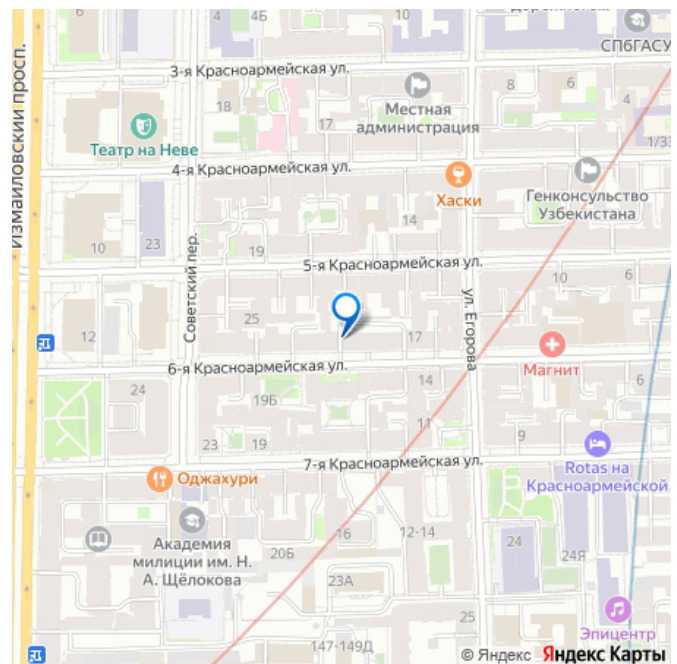 6
4
4Б
СПбГАСУ
3-я Красноармейская ул.
Измайловский просп.
18
17
Местная
администрация
8
6
4
1/33
Театр на Неве
4-я Красноармейская ул.
Хаски
Генконсульство
Узбекистана
10
23
Советский пер.
19
14
5-я Красноармейская ул.
10
6
ул. Егорова
12
25
17
Магнит
6-я Красноармейская ул.
24
19Б
14
11
9
23
19
7-я Красноармейская ул.
Rotas на
Красноармейской
Оджахури
Академия
милиции им. Н.
А. Щёлокова
20Б
16
12-14
24
24Я
23А
25
Эпицентр
147-149Д
© Яндекс Яндекс Карты